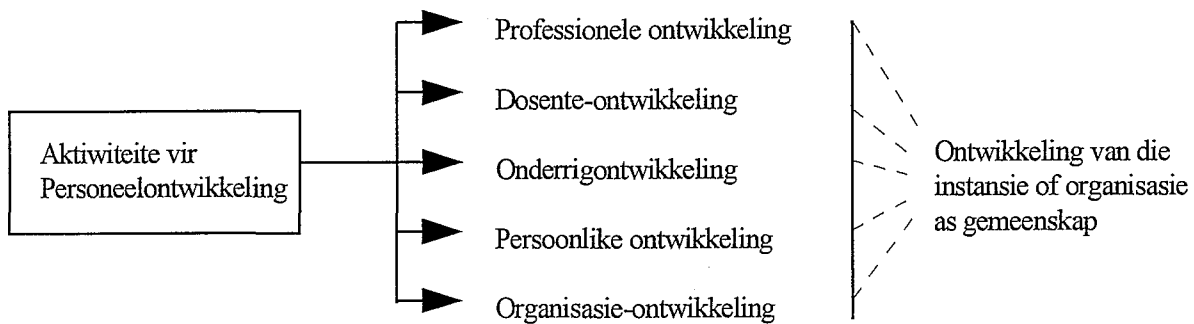 Aktiwiteite vir
Personeelontwikkeling
Professionele ontwikkeling
Dosente-ontwikkeling
Onderrigontwikkeling
Persoonlike ontwikkeling
Organisasie-ontwikkeling
Ontwikkeling van die
instansie of organisasie
as gemeenskap